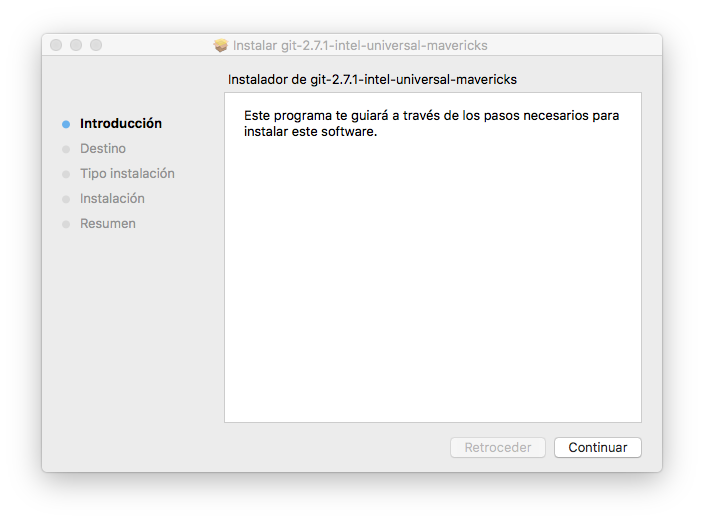 Instalar git-2.7.1-intel-universal-mavericks
Instalador de git-2.7.1-intel-universal-mavericks
Introducción
Destino
Tipo instalación
Instalación
Resumen
Este programa te guiará a través de los pasos necesarios para
instalar este software.
Retroceder
Continuar